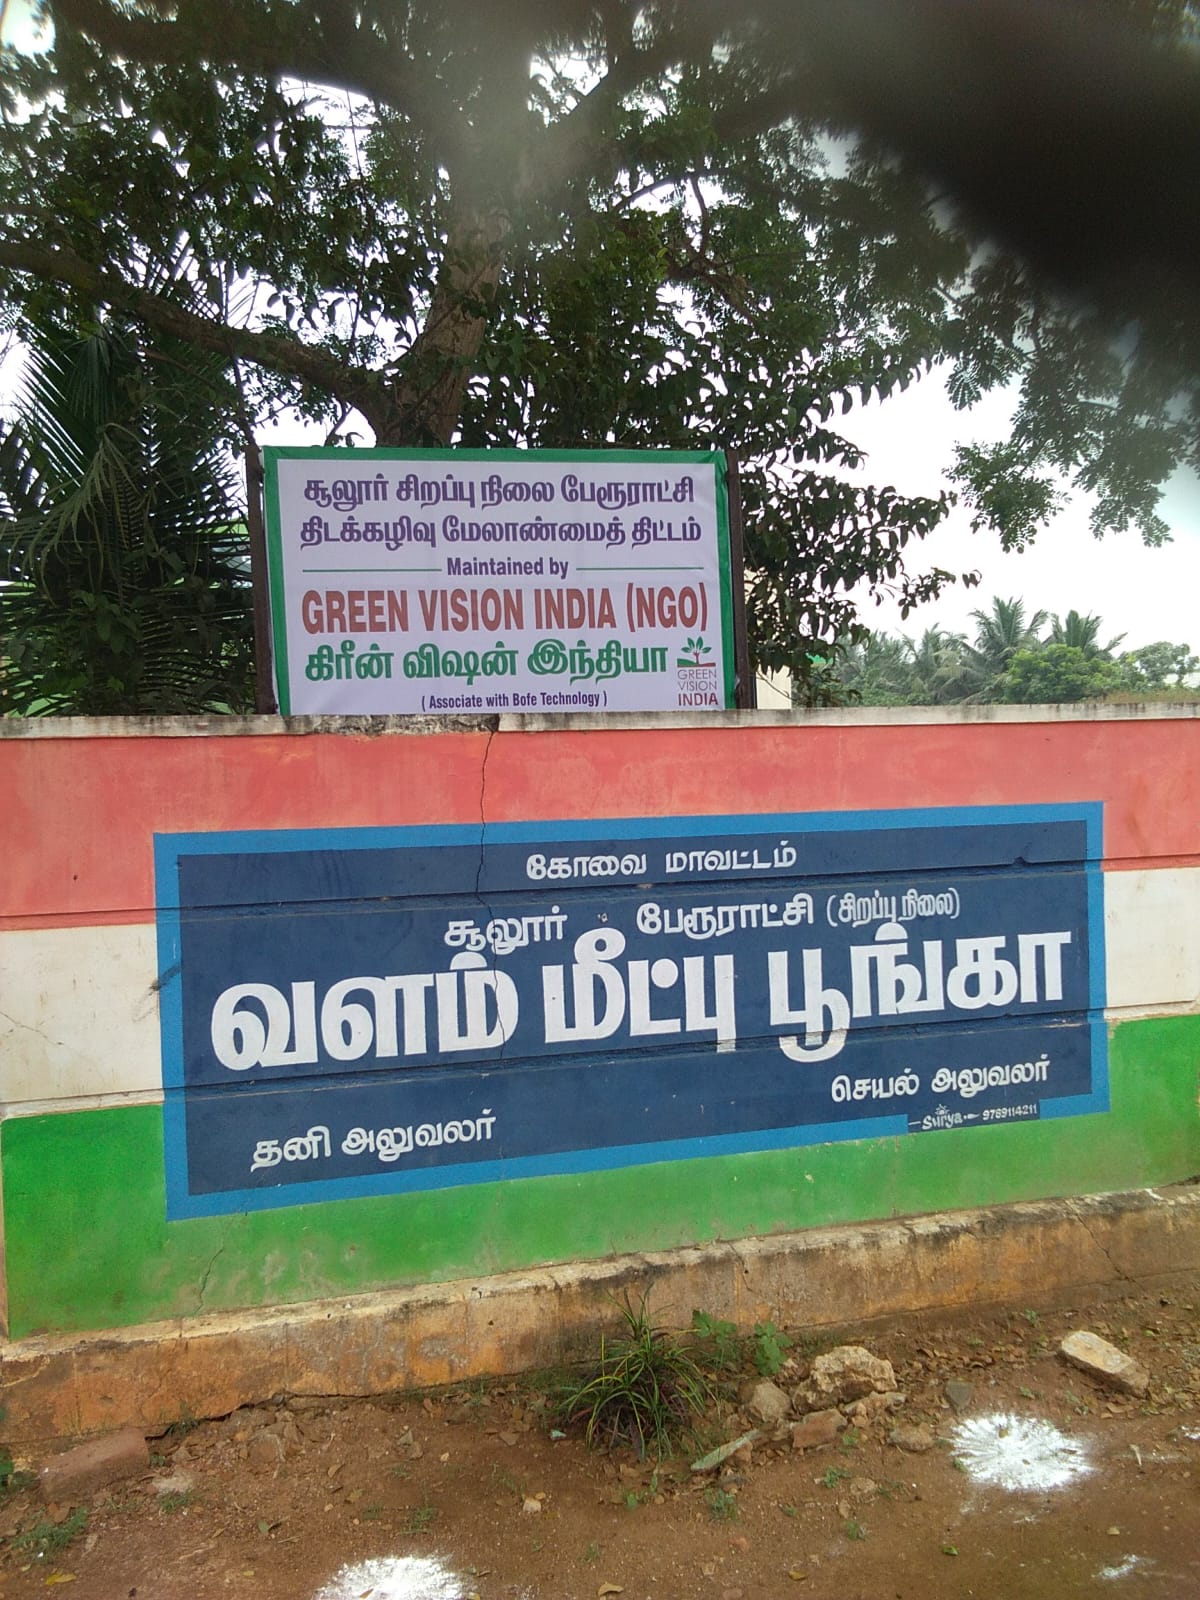 சூலூர் சிறப்பு நிலை பேரூராட்சி
திடக்கழிவு மேலாண்மைத் திட்டம்
Maintained by
GREEN VISION INDIA (NGO)
கிரீன் விஷன் இந்தியா
GREEN
VISION
INDIA
( Associate with Bofe Technology )
கோவை மாவட்டம்
சூலூர் பேரூராட்சி (சிறப்பு நிலை)
வளம் மீட்பு பூங்கா
செயல் அலுவலர்
தனி அலுவலர்
Surya 9789114211